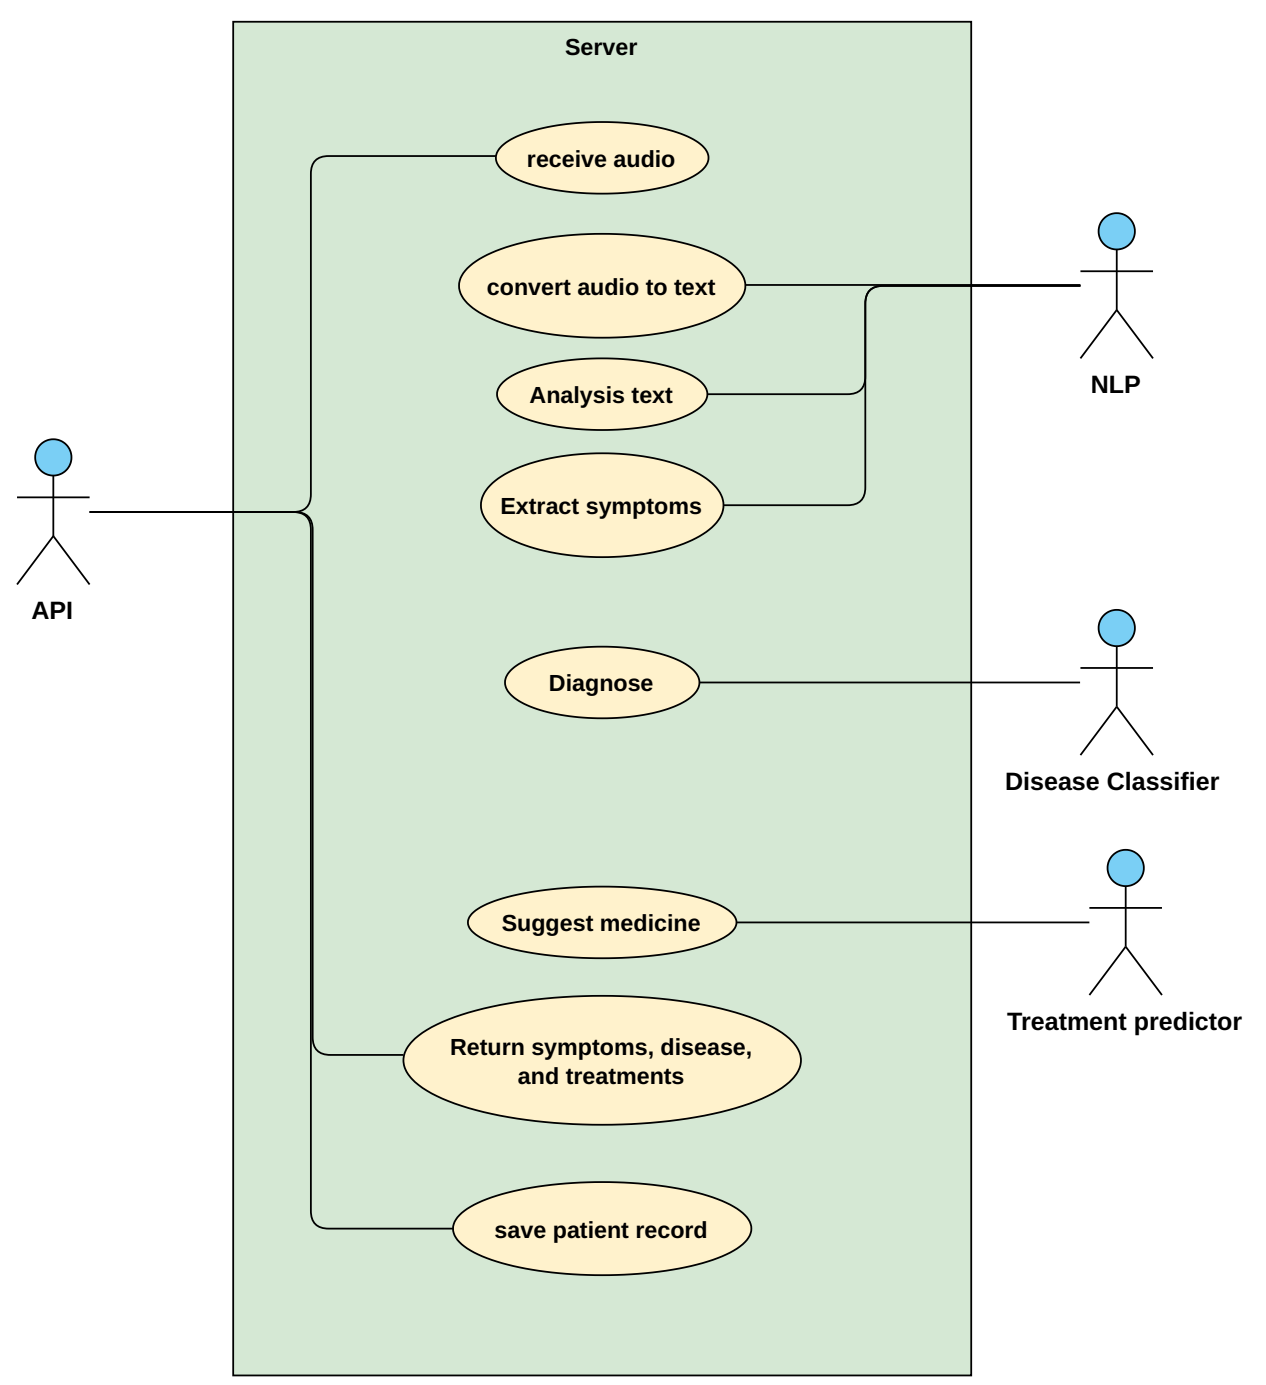 Server
receive audio
convert audio to text
NLP
Analysis text
Extract symptoms
API
Diagnose
Disease Classifier
Suggest medicine
Treatment predictor
Return symptoms, disease,
and treatments
save patient record